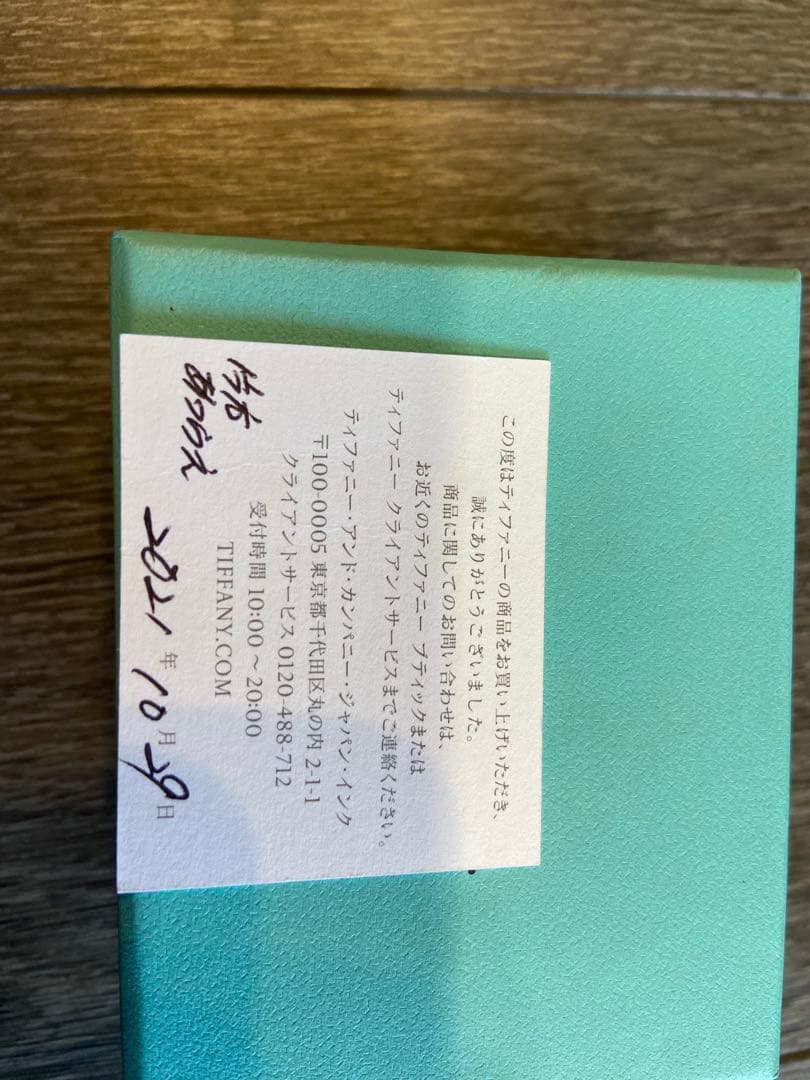 この度はティファニーの商品をお買い上げいただき、
誠にありがとうございました。
商品に関してのお問い合わせは、
お近くのティファニー ブティックまたは
ティファニー クライアントサービスまでご連絡ください。
ティファニー・アンド・カンパニー・ジャパン・インク
〒100-0005 東京都千代田区丸の内 2-1-1
クライアントサービス 0120-488-712
受付時間 10:00 ~ 20:00
TIFFANY.COM
あつらえ
2021 年 10 月 29 日